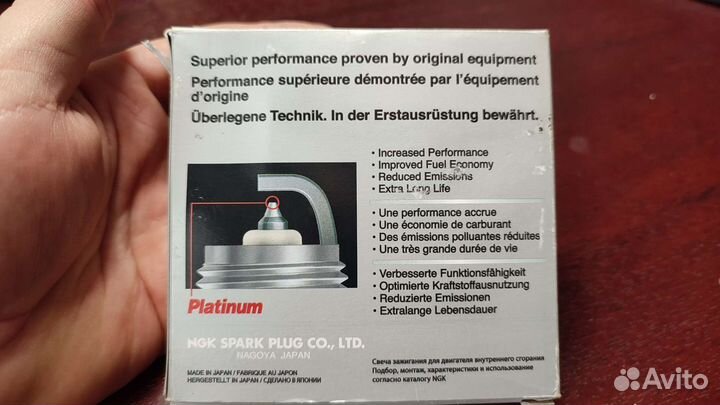 Superior performance proven by original equipment
Performance supérieure démontrée par l'équipement
d'origine
Überlegene Technik. In der Erstausrüstung bewährt.
• Increased Performance
• Improved Fuel Economy
• Reduced Emissions
• Extra Long Life
• Une performance accrue
• Une économie de carburant
• Des émissions polluantes réduites
• Une très grande durée de vie
• Verbesserte Funktionsfähigkeit
• Optimierte Kraftstoffausnutzung
• Reduzierte Emissionen
• Extralange Lebensdauer
Platinum
NGK SPARK PLUG CO., LTD.
NAGOYA JAPAN
MADE IN JAPAN / FABRIQUE AU JAPON
HERGESTELLT IN JAPAN / СДЕЛАНО В ЯПОНИИ
Свеча зажигания для двигателя внутреннего сгорания
Подбор, монтаж, характеристики и использование
согласно каталогу NGK
Avito